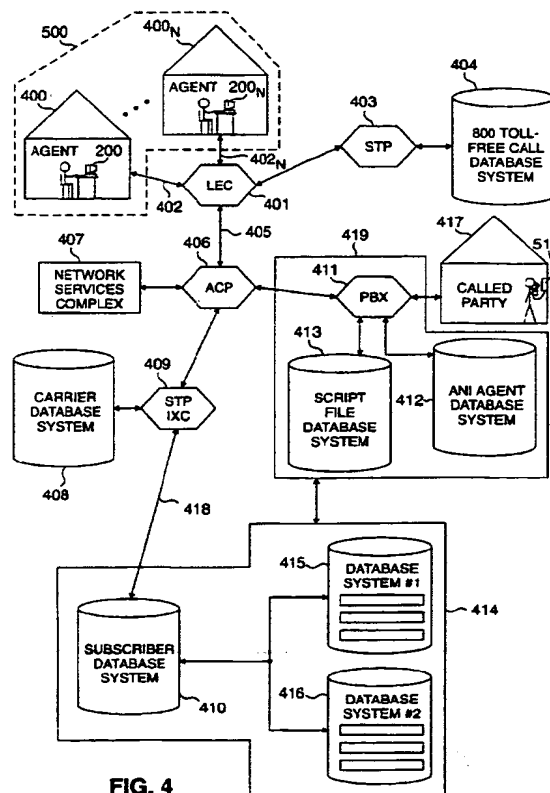 500
400N
AGENT
200N
400
AGENT
200
402N
402
LEC
401
403
STP
404
800 TOLL-
FREE CALL
DATABASE
SYSTEM
405
407
NETWORK
SERVICES
COMPLEX
406
ACP
419
411
PBX
417
CALLED
PARTY
413
SCRIPT
FILE
DATABASE
SYSTEM
412
ANI AGENT
DATABASE
SYSTEM
CARRIER
DATABASE
SYSTEM
408
409
STP
IXC
418
SUBSCRIBER
DATABASE
SYSTEM
410
415
DATABASE
SYSTEM #1
414
416
DATABASE
SYSTEM #2
FIG. 4